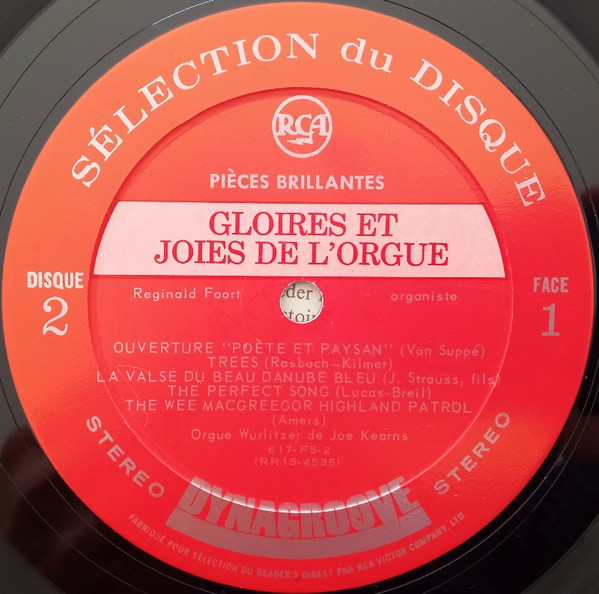 SÉLECTION du DISQUE
RCA
PIÈCES BRILLANTES
GLOIRES ET
JOIES DE L'ORGUE
DISQUE
2
FACE
1
Reginald Foort
organiste
OUVERTURE "POÈTE ET PAYSAN" (Von Suppé)
TREES (Rasbach-Kilmer)
LA VALSE DU BEAU DANUBE BLEU (J. Strauss, fils)
THE PERFECT SONG (Lucas-Breil)
THE WEE MACGREEGOR HIGHLAND PATROL
(Amers)
Orgue Wurlitzer de Joe Kearns
617-FS-2
(RR1S-4535)
STEREO
STEREO
DYNAGROOVE
FABRIQUÉ POUR SÉLECTION DU READER'S DIGEST PAR RCA VICTOR COMPANY, LTD.